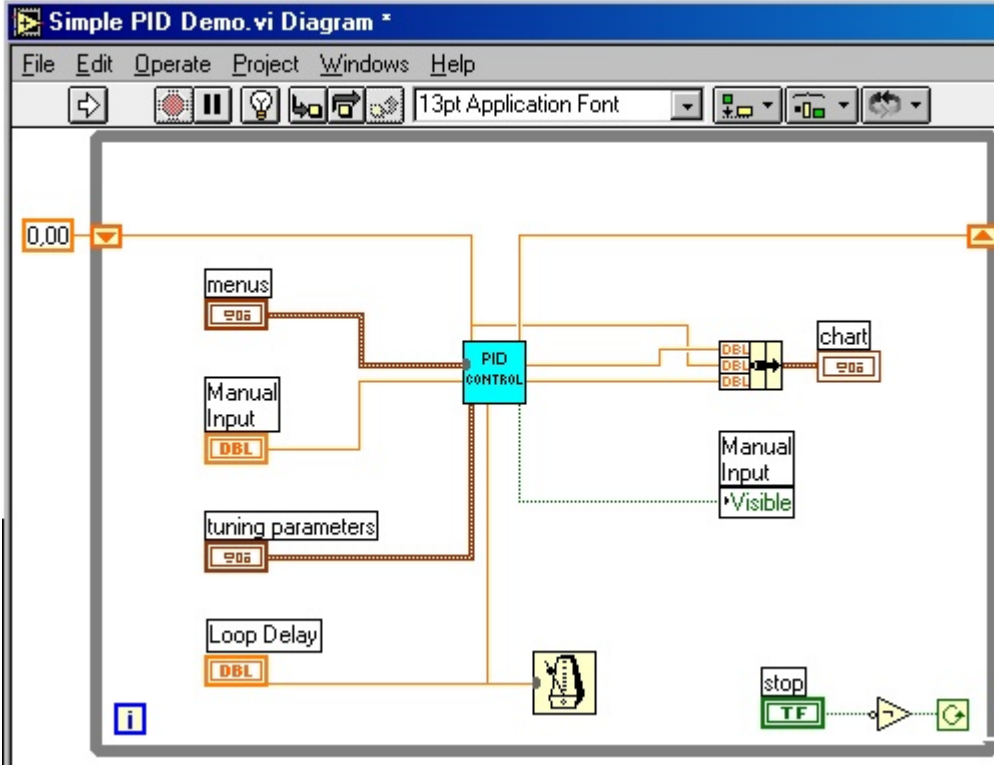 Simple PID Demo.vi Diagram *
File Edit Operate Project Windows Help
13pt Application Font
0,00
menus
PID
CONTROL
DBL
DBL
DBL
chart
Manual
Input
DBL
Manual
Input
Visible
tuning parameters
Loop Delay
DBL
stop
TF
i